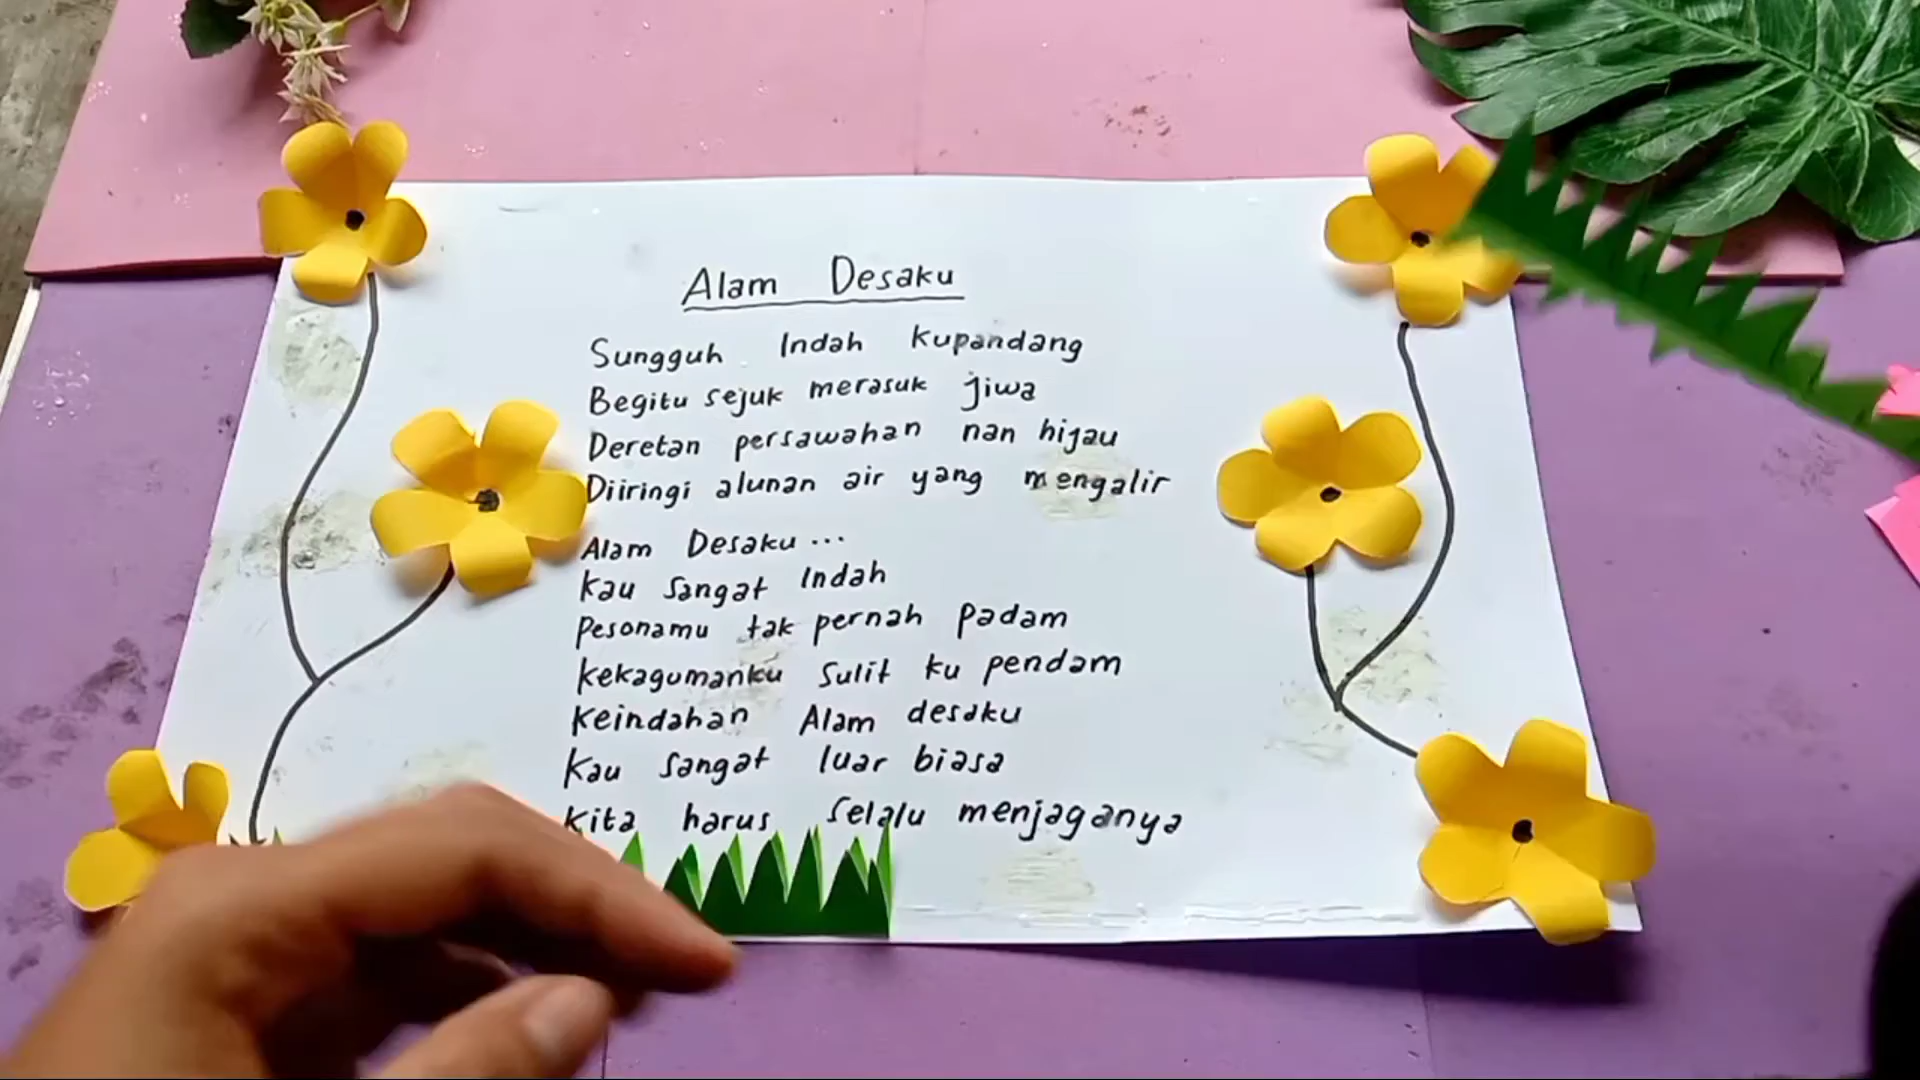 Alam Desaku
Sungguh Indah Kupandang
Begitu sejuk merasuk jiwa
Deretan persawahan nan hijau
Diiringi alunan air yang mengalir
Alam Desaku...
Kau Sangat Indah
Pesonamu tak pernah Padam
Kekagumanku Sulit ku pendam
Keindahan Alam desaku
Kau Sangat luar biasa
Kita harus Selalu menjaganya